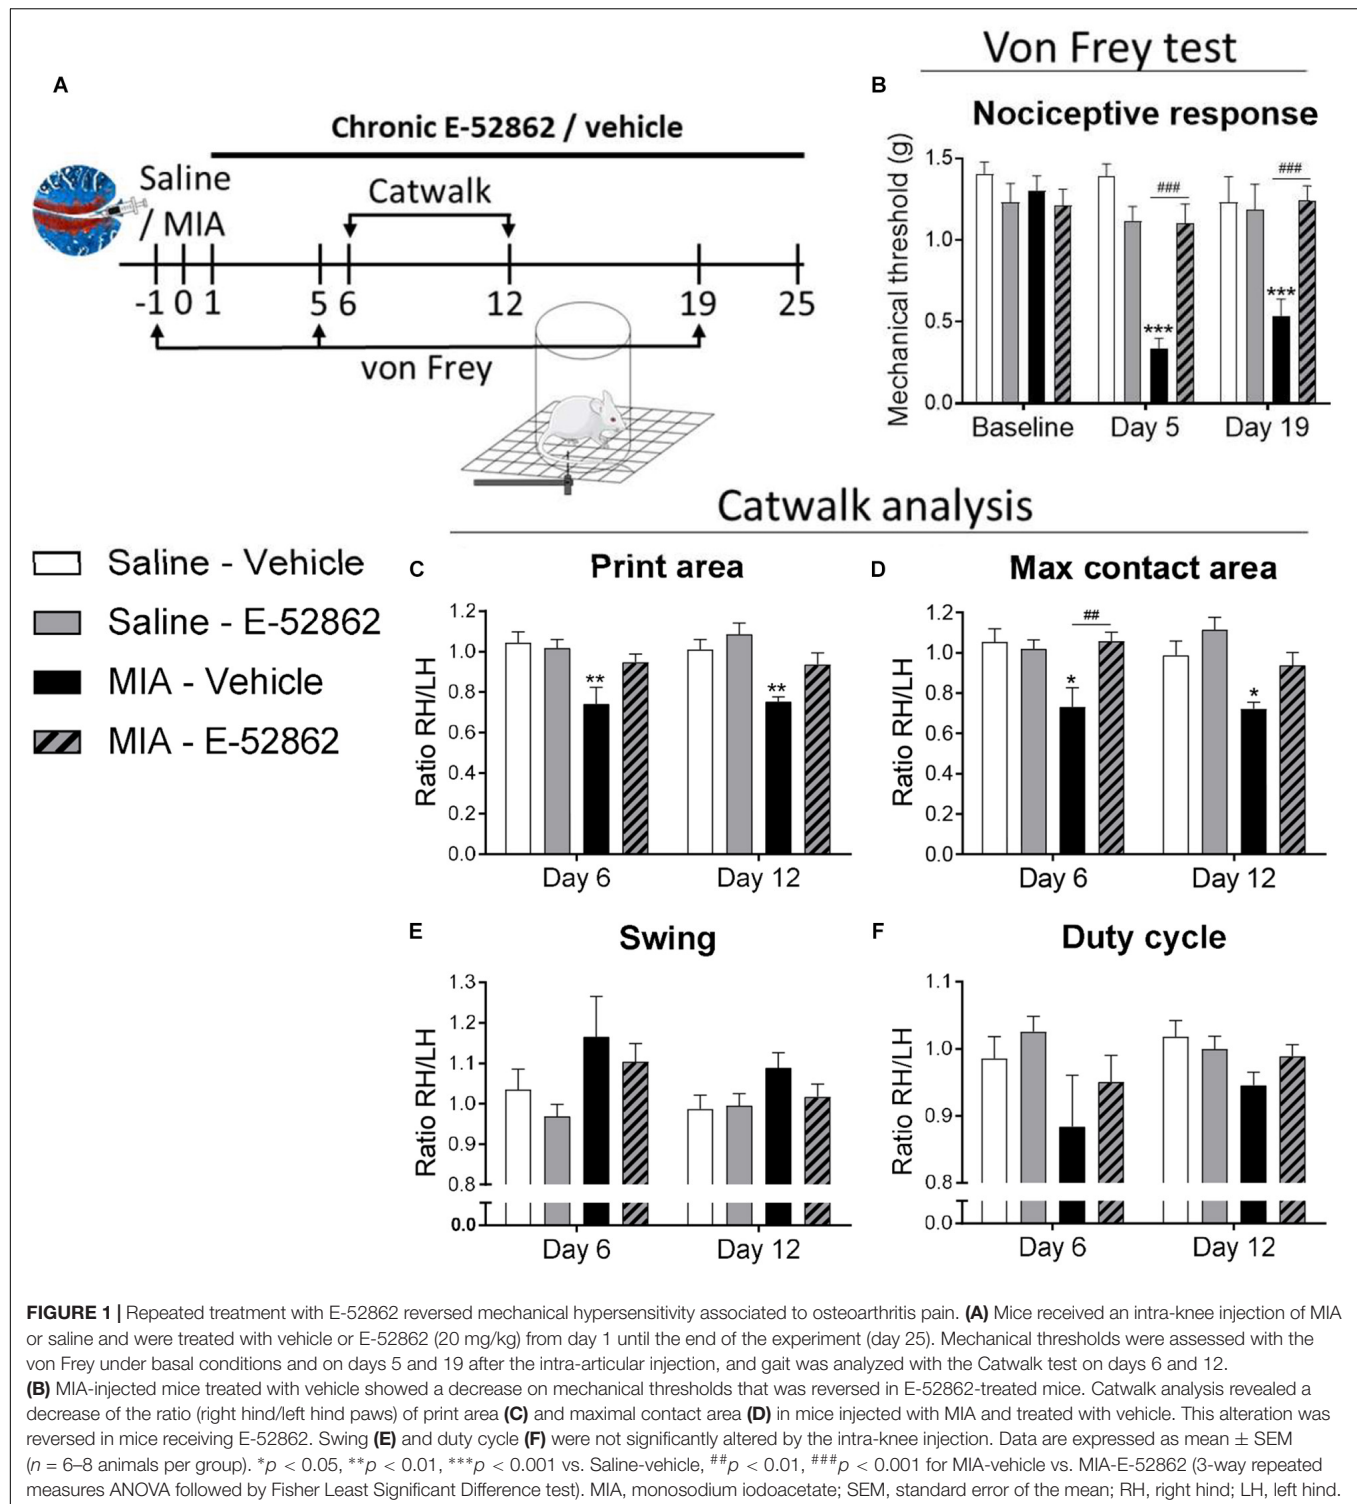 Von Frey test
A
B
Chronic E-52862 / vehicle
Saline
/ MIA
Catwalk
-1 0 1 5 6 12 19 25
von Frey
Nociceptive response
Mechanical threshold (g)
1.5
1.0
0.5
0.0
###
###
***
***
Baseline Day 5 Day 19
Catwalk analysis
Saline - Vehicle
Saline - E-52862
MIA - Vehicle
MIA - E-52862
C
Print area
Ratio RH/LH
1.2
1.0
0.8
0.6
0.4
0.2
0.0
**
**
Day 6 Day 12
D
Max contact area
Ratio RH/LH
1.2
1.0
0.8
0.6
0.4
0.2
0.0
##
*
*
Day 6 Day 12
E
Swing
Ratio RH/LH
1.3
1.2
1.1
1.0
0.9
0.8
0.0
Day 6 Day 12
F
Duty cycle
Ratio RH/LH
1.1
1.0
0.9
0.8
0.0
Day 6 Day 12
FIGURE 1 | Repeated treatment with E-52862 reversed mechanical hypersensitivity associated to osteoarthritis pain. (A) Mice received an intra-knee injection of MIA
or saline and were treated with vehicle or E-52862 (20 mg/kg) from day 1 until the end of the experiment (day 25). Mechanical thresholds were assessed with the
von Frey under basal conditions and on days 5 and 19 after the intra-articular injection, and gait was analyzed with the Catwalk test on days 6 and 12.
(B) MIA-injected mice treated with vehicle showed a decrease on mechanical thresholds that was reversed in E-52862-treated mice. Catwalk analysis revealed a
decrease of the ratio (right hind/left hind paws) of print area (C) and maximal contact area (D) in mice injected with MIA and treated with vehicle. This alteration was
reversed in mice receiving E-52862. Swing (E) and duty cycle (F) were not significantly altered by the intra-knee injection. Data are expressed as mean ± SEM
(n = 6–8 animals per group). *p < 0.05, **p < 0.01, ***p < 0.001 vs. Saline-vehicle, ##p < 0.01, ###p < 0.001 for MIA-vehicle vs. MIA-E-52862 (3-way repeated
measures ANOVA followed by Fisher Least Significant Difference test). MIA, monosodium iodoacetate; SEM, standard error of the mean; RH, right hind; LH, left hind.